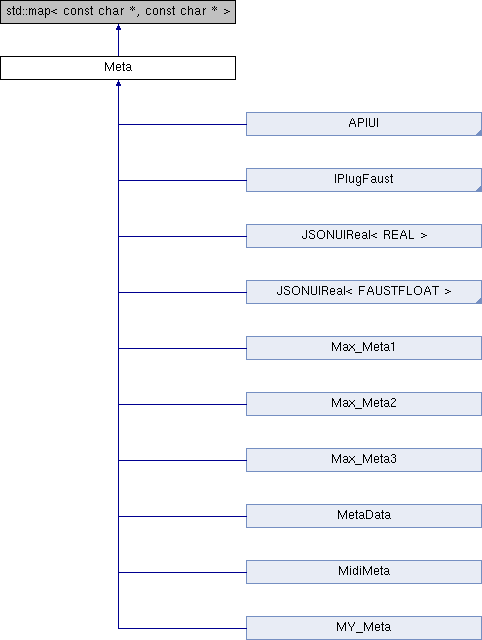 std::map< const char *, const char * >
Meta
APIUI
IPlugFaust
JSONUIReal< REAL >
JSONUIReal< FAUSTFLOAT >
Max_Meta1
Max_Meta2
Max_Meta3
MetaData
MidiMeta
MY_Meta